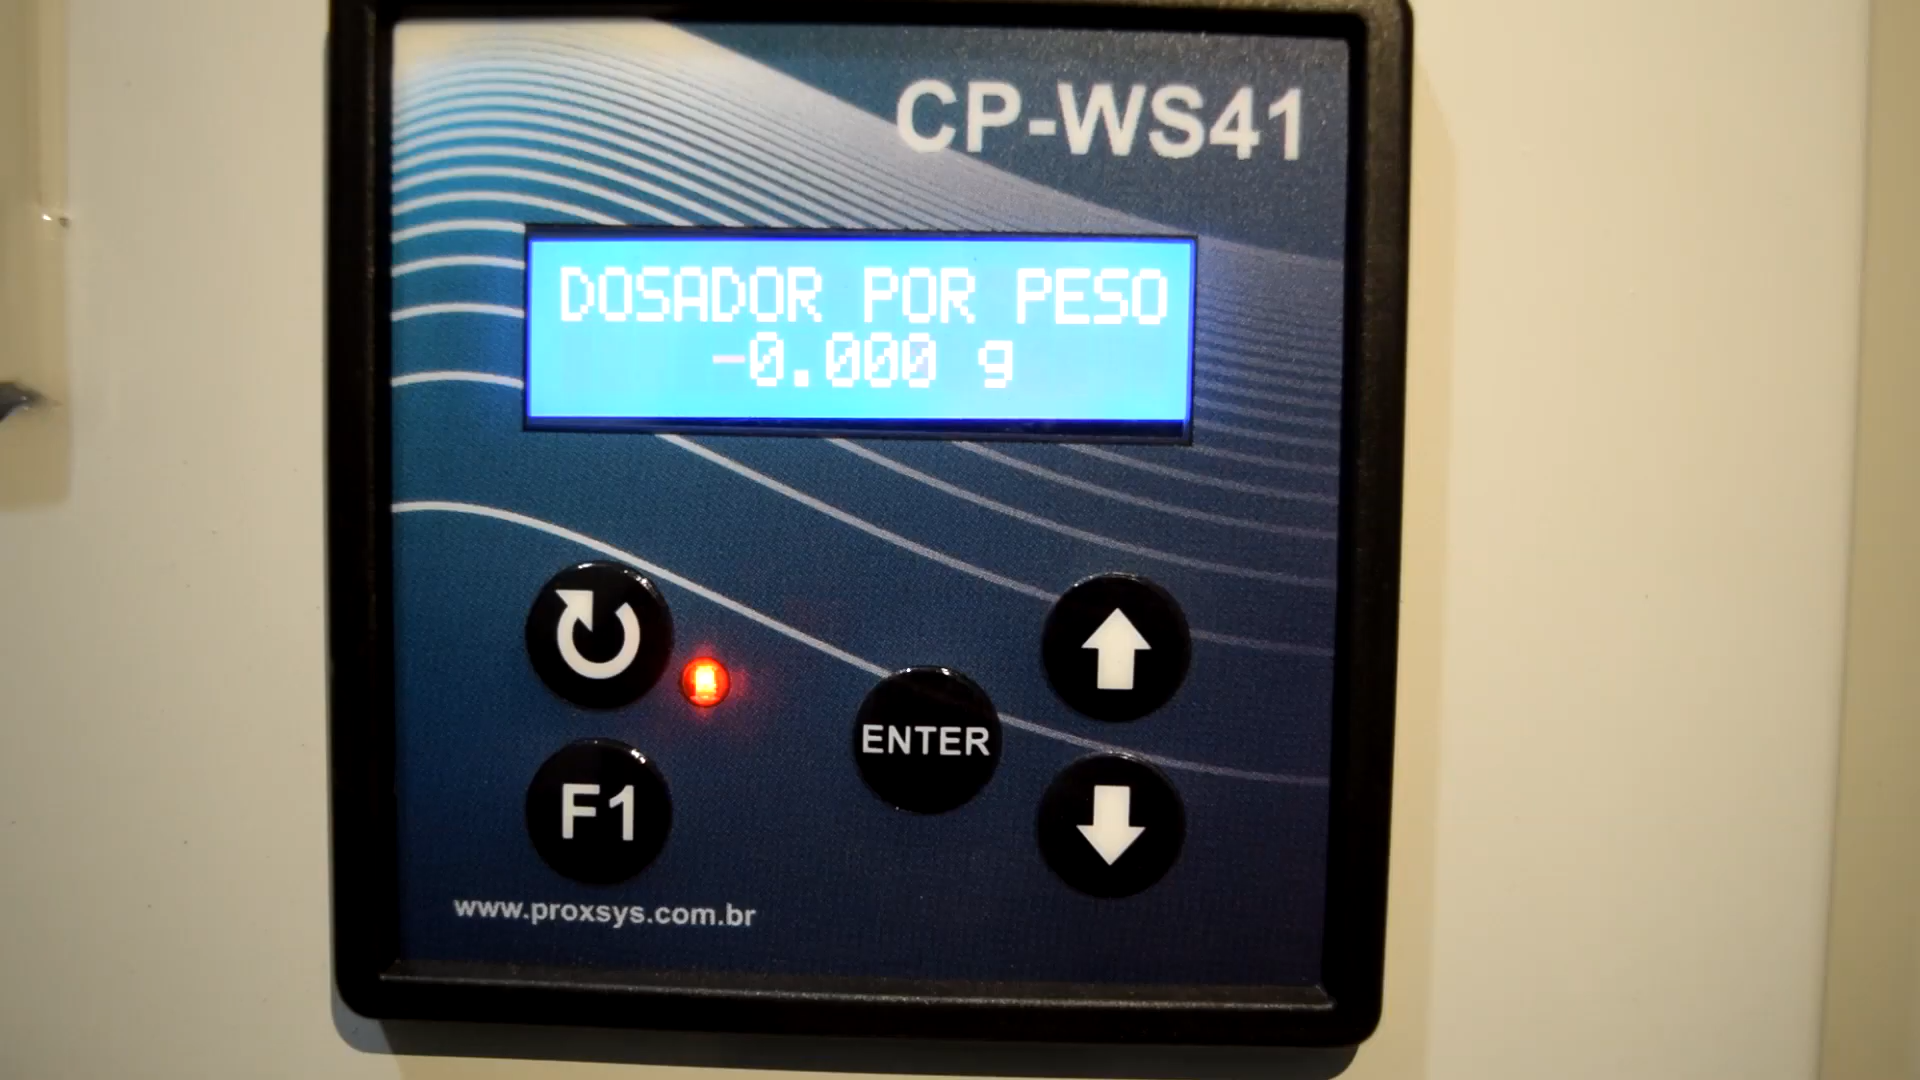 CP-WS41
DOSADOR POR PESO
-0.000 g
ENTER
F1
www.proxsys.com.br